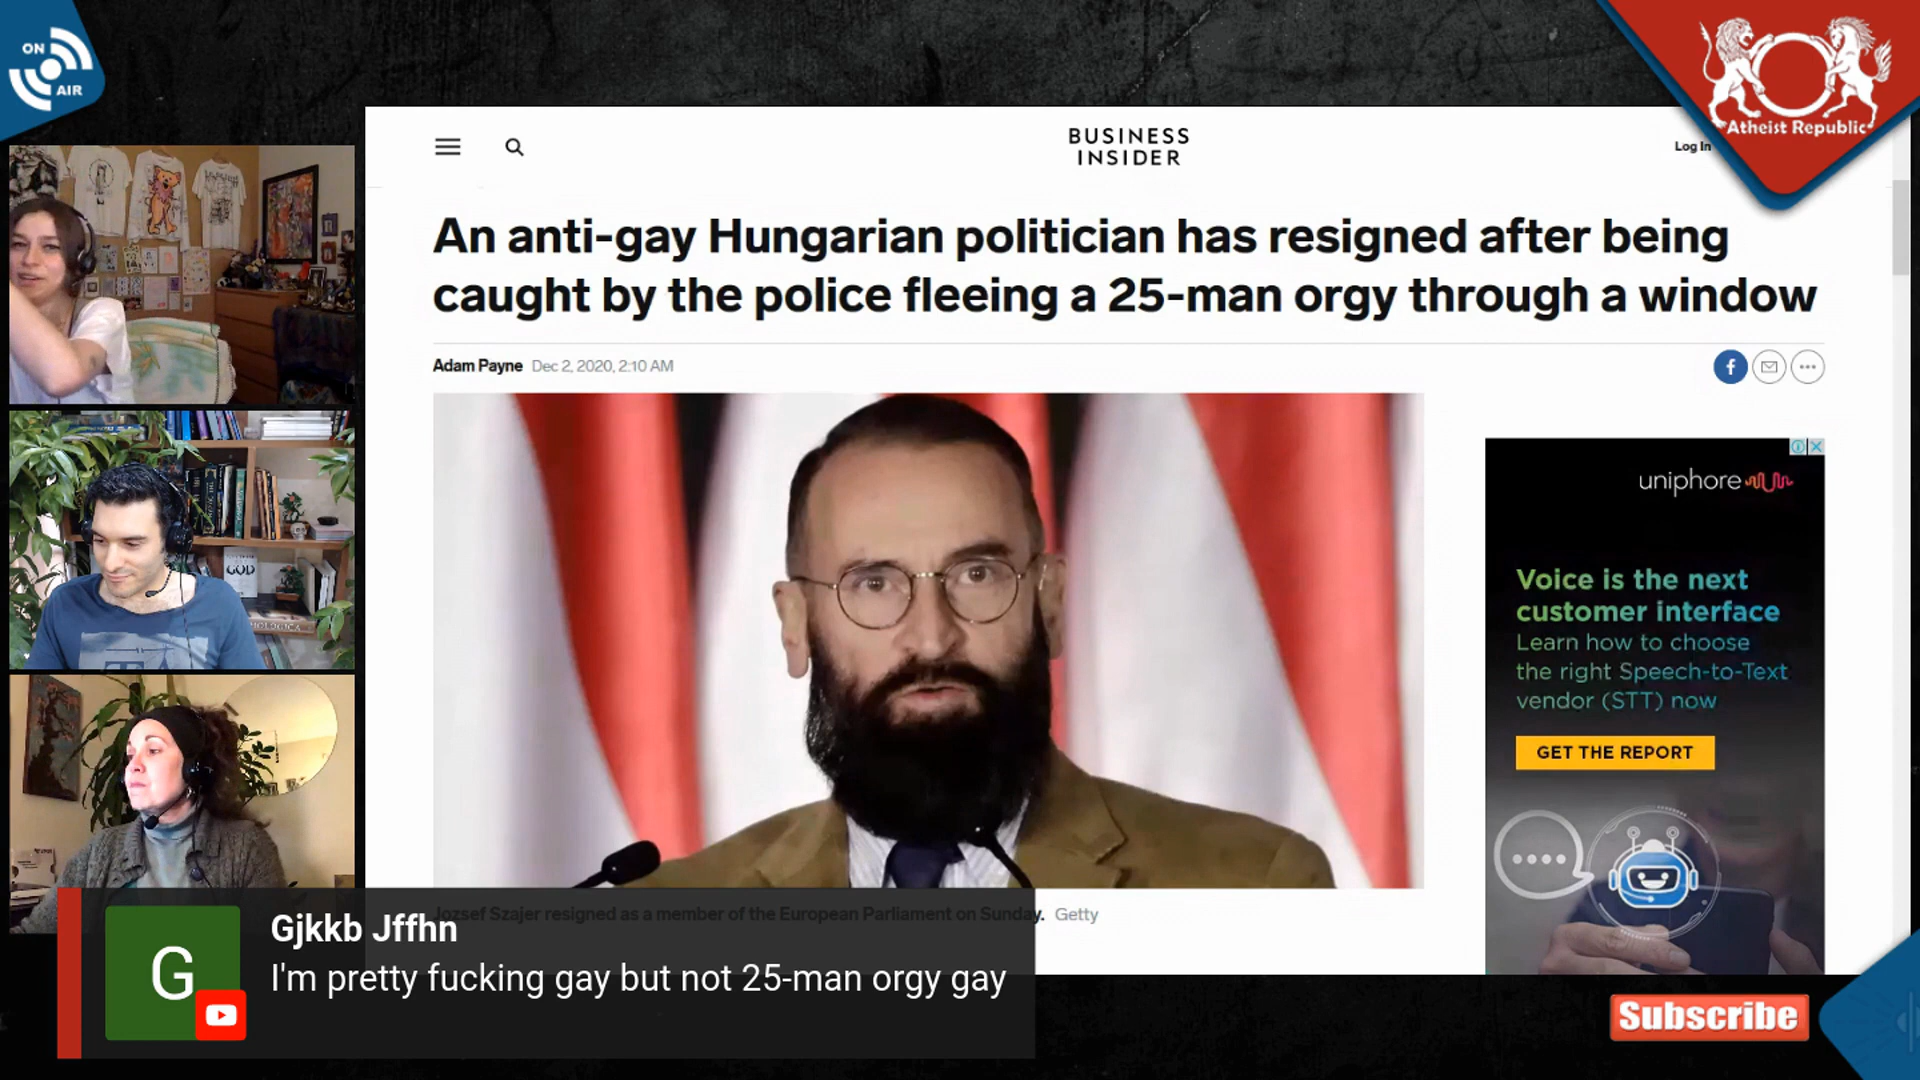 ON
AIR
Atheist Republic
BUSINESS
INSIDER
Log In
An anti-gay Hungarian politician has resigned after being
caught by the police fleeing a 25-man orgy through a window
Adam Payne Dec 2, 2020, 2:10 AM
uniphore
Voice is the next
customer interface
Learn how to choose
the right Speech-to-Text
vendor (STT) now
GET THE REPORT
GOD
Jozsef Szajer resigned as a member of the European Parliament on Sunday. Getty
G
Gjkkb Jffhn
I'm pretty fucking gay but not 25-man orgy gay
Subscribe